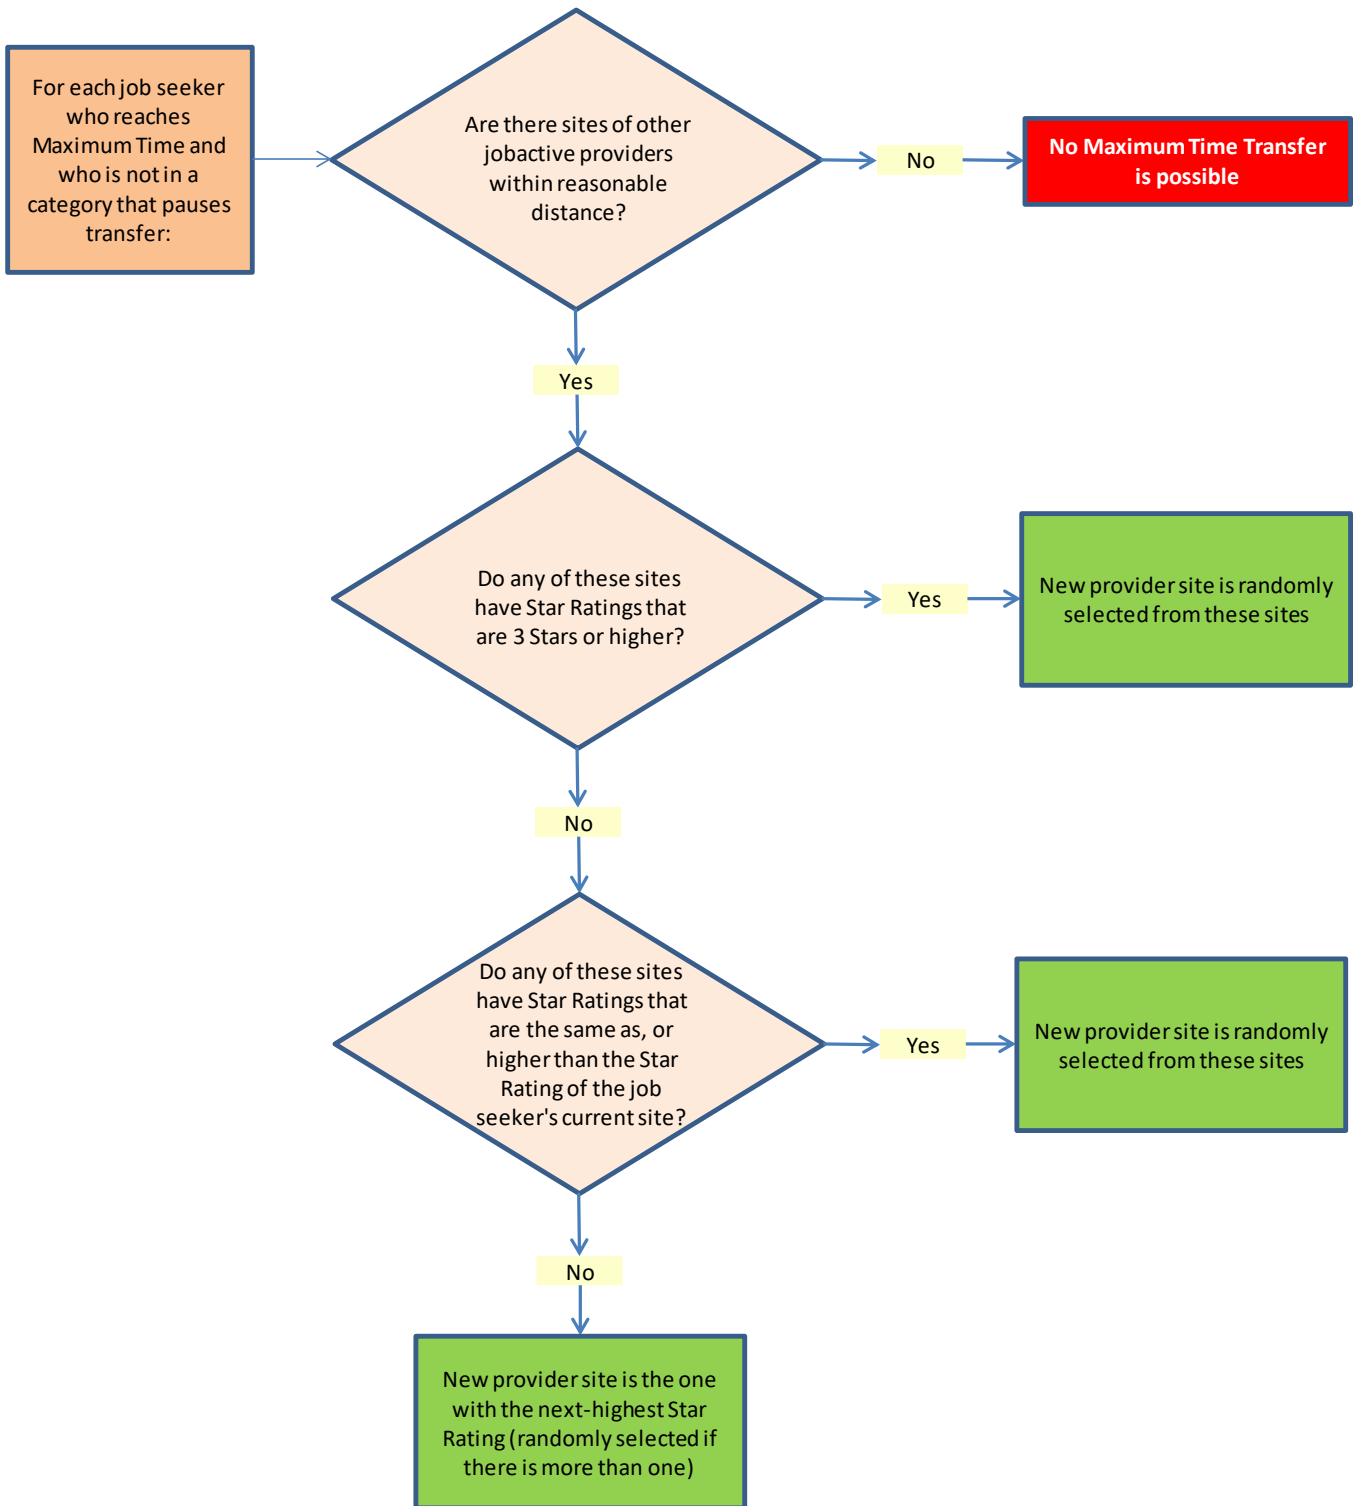 For each job seeker
who reaches
Maximum Time and
who is not in a
category that pauses
transfer:
Are there sites of other
jobactive providers
within reasonable
distance?
No
No Maximum Time Transfer
is possible
Yes
Do any of these sites
have Star Ratings that
are 3 Stars or higher?
Yes
New provider site is randomly
selected from these sites
No
Do any of these sites
have Star Ratings that
are the same as, or
higher than the Star
Rating of the job
seeker's current site?
Yes
New provider site is randomly
selected from these sites
No
New provider site is the one
with the next-highest Star
Rating (randomly selected if
there is more than one)